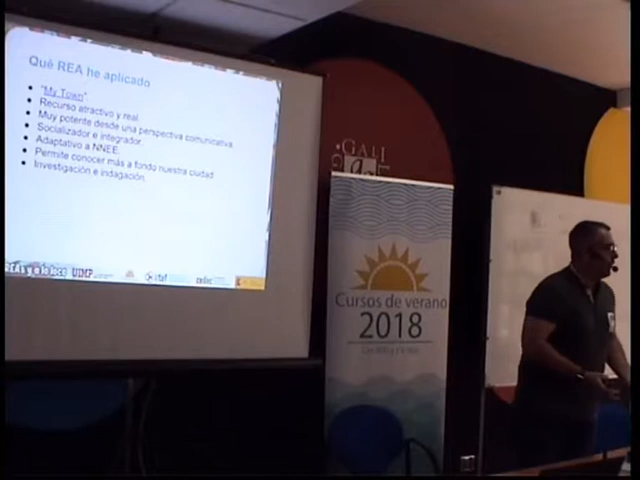 Qué REA he aplicado
"My Town".
Recurso atractivo y real.
Muy potente desde una perspectiva comunicativa
Socializador e integrador.
Adaptativo a NNEE.
Permite conocer más a fondo nuestra ciudad
Investigación e indagación.
UIMP
Cursos de verano
2018